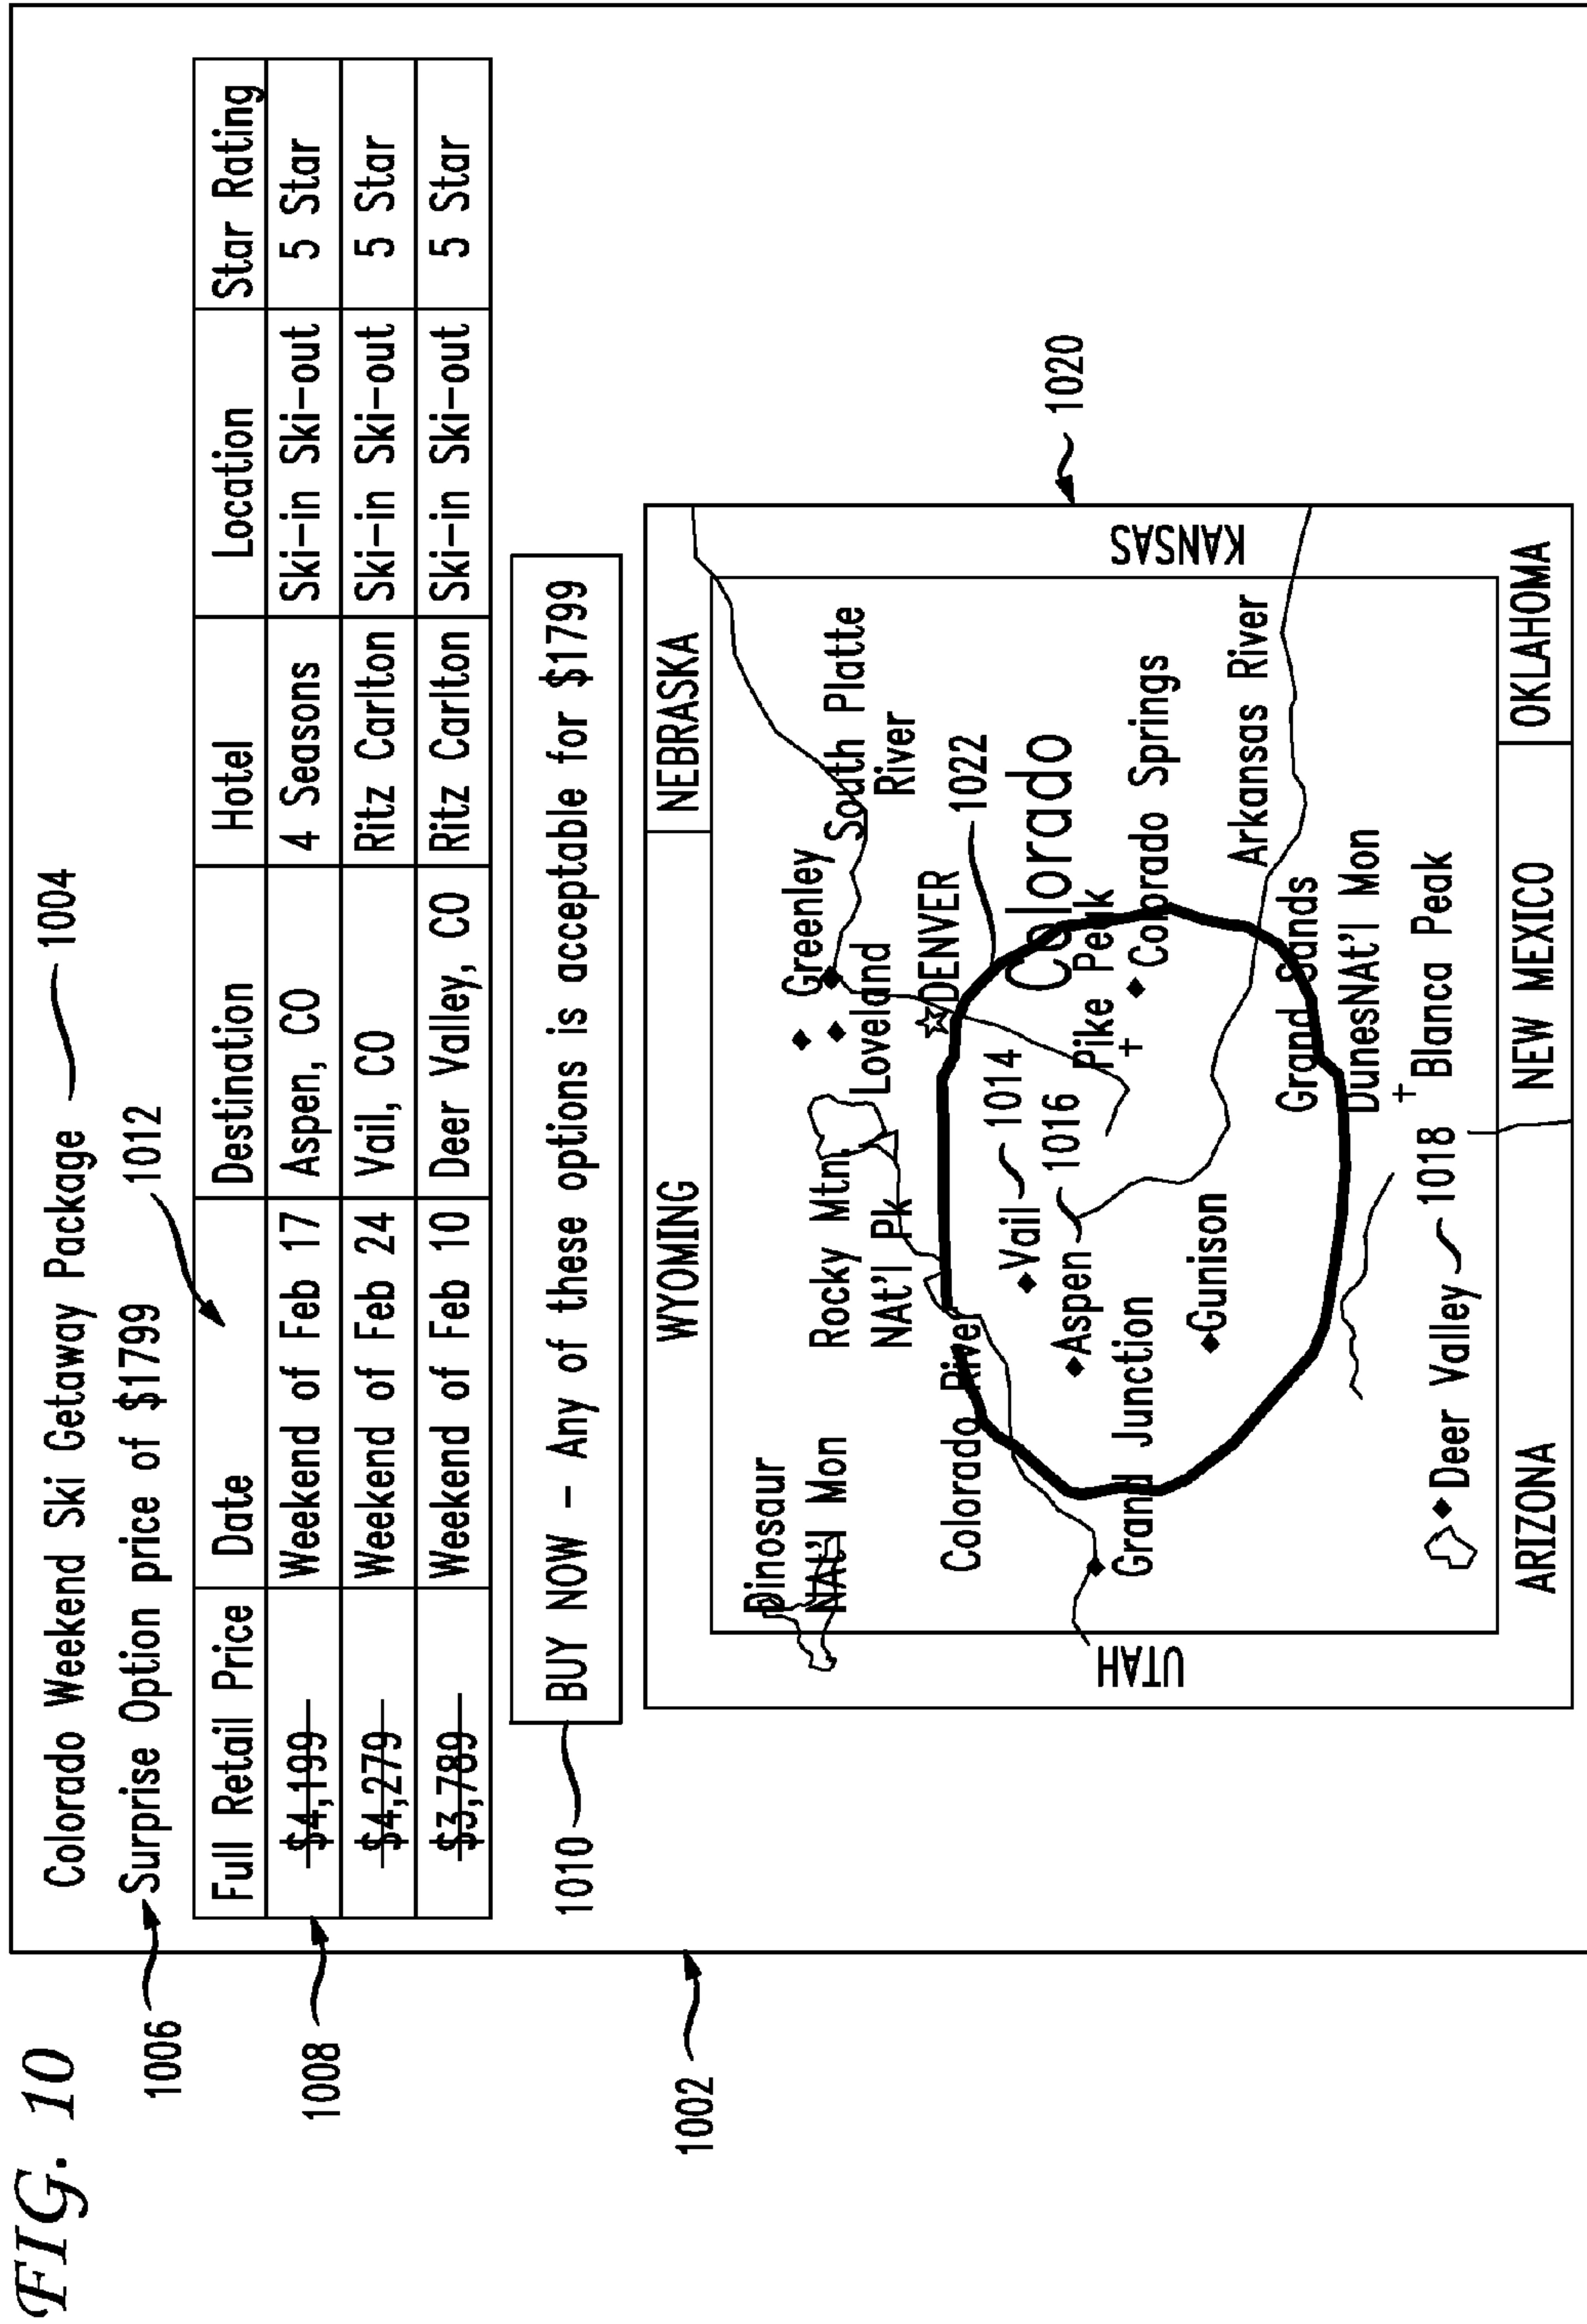 FIG. 10
Colorado Weekend Ski Getaway Package 1004
1006 Surprise Option price of $1799 1012
Full Retail Price Date Destination Hotel Location Star Rating
$4,199 Weekend of Feb 17 Aspen, CO 4 Seasons Ski-in Ski-out 5 Star
$4,279 Weekend of Feb 24 Vail, CO Ritz Carlton Ski-in Ski-out 5 Star
$3,789 Weekend of Feb 10 Deer Valley, CO Ritz Carlton Ski-in Ski-out 5 Star
1008
1010 BUY NOW - Any of these options is acceptable for $1799
1002
WYOMING NEBRASKA
Dinosaur
NAt'l Mon
Rocky Mtn.
NAt'l Pk
Greenley
Loveland
South Platte
River
Colorado River
DENVER
1022
Vail 1014
Colorado
1020
Aspen 1016
Pike Peak
Grand Junction
Colorado Springs
UTAH
KANSAS
Gunison
Arkansas River
Grand Sands
DunesNAt'l Mon
Deer Valley 1018
Blanca Peak
ARIZONA NEW MEXICO OKLAHOMA